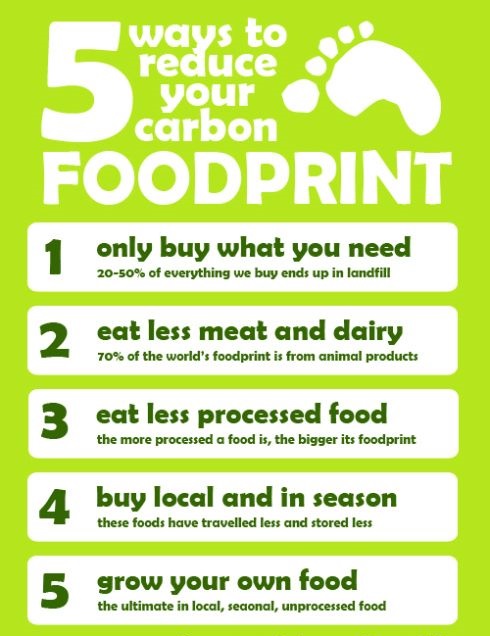 5 ways to
reduce
your
carbon
FOODPRINT
1 only buy what you need
20-50% of everything we buy ends up in landfill
2 eat less meat and dairy
70% of the world's footprint is from animal products
3 eat less processed food
the more processed a food is, the bigger its footprint
4 buy local and in season
these foods have travelled less and stored less
5 grow your own food
the ultimate in local, seaonal, unprocessed food